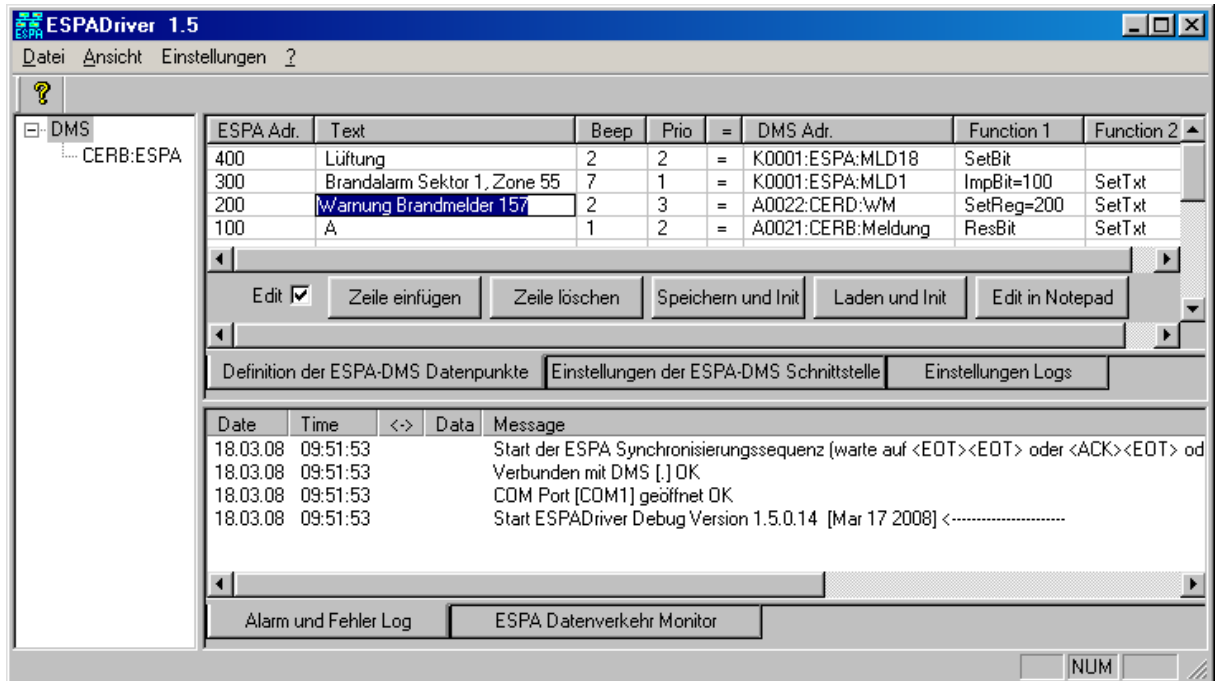 ESPADriver 1.5
Datei Ansicht Einstellungen ?
DMS
CERB:ESPA
ESPA Adr. Text Beep Prio = DMS Adr. Function 1 Function 2
400 Lüftung 2 2 = K0001:ESPA:MLD18 SetBit
300 Brandalarm Sektor 1, Zone 55 7 1 = K0001:ESPA:MLD1 ImpBit=100 SetTxt
200 Warnung Brandmelder 157 2 3 = A0022:CERD:WM SetReg=200 SetTxt
100 A 1 2 = A0021:CERB:Meldung ResBit SetTxt
Edit Zeile einfügen Zeile löschen Speichern und Init Laden und Init Edit in Notepad
Definition der ESPA-DMS Datenpunkte Einstellungen der ESPA-DMS Schnittstelle Einstellungen Logs
Date Time <-> Data Message
18.03.08 09:51:53 Start der ESPA Synchronisierungssequenz (warte auf <EOT><EOT> oder <ACK><EOT> od
18.03.08 09:51:53 Verbunden mit DMS [.] OK
18.03.08 09:51:53 COM Port [COM1] geöffnet OK
18.03.08 09:51:53 Start ESPADriver Debug Version 1.5.0.14 [Mar 17 2008] <-----------------------
Alarm und Fehler Log ESPA Datenverkehr Monitor
NUM